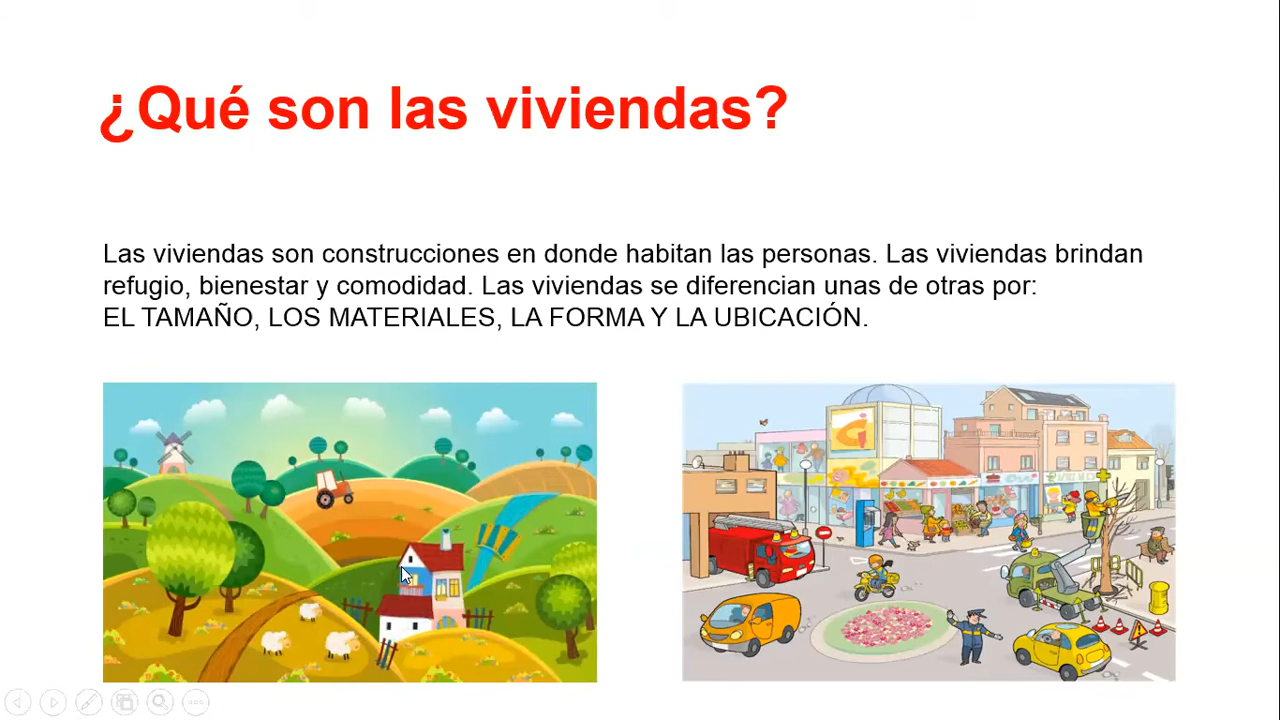 ¿Qué son las viviendas?
Las viviendas son construcciones en donde habitan las personas. Las viviendas brindan
refugio, bienestar y comodidad. Las viviendas se diferencian unas de otras por:
EL TAMAÑO, LOS MATERIALES, LA FORMA Y LA UBICACIÓN.